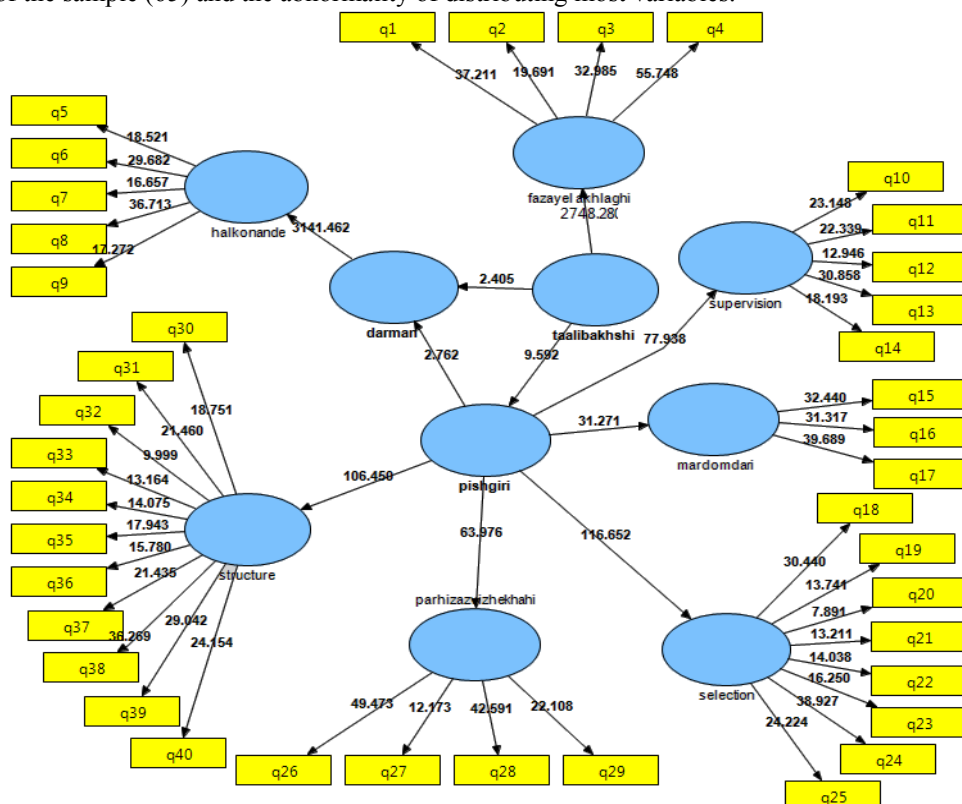 of the sample (65) and the abnormality of distributing most variables.
q1
q2
q3
q4
37.211
19.691
32.985
55.748
fazayel akhlaghi
2748.28
q5
q6
q7
q8
q9
18.521
29.682
16.657
36.713
17.272
halkonande
3141.462
darman
2.405
taalibakhshi
2.762
9.592
q10
q11
q12
q13
q14
23.148
22.339
12.946
30.858
18.193
supervision
77.938
pishgiri
31.271
mardomdari
32.440
31.317
39.689
q15
q16
q17
q30
q31
q32
q33
q34
q35
q36
q37
q38
q39
q40
18.751
21.460
9.999
13.164
14.075
17.943
15.780
21.435
36.269
29.042
24.154
structure
106.450
63.976
116.652
parhizazvizhekhahi
49.473
12.173
42.591
22.108
q26
q27
q28
q29
selection
30.440
13.741
7.891
13.211
14.038
16.250
38.927
24.224
q18
q19
q20
q21
q22
q23
q24
q25